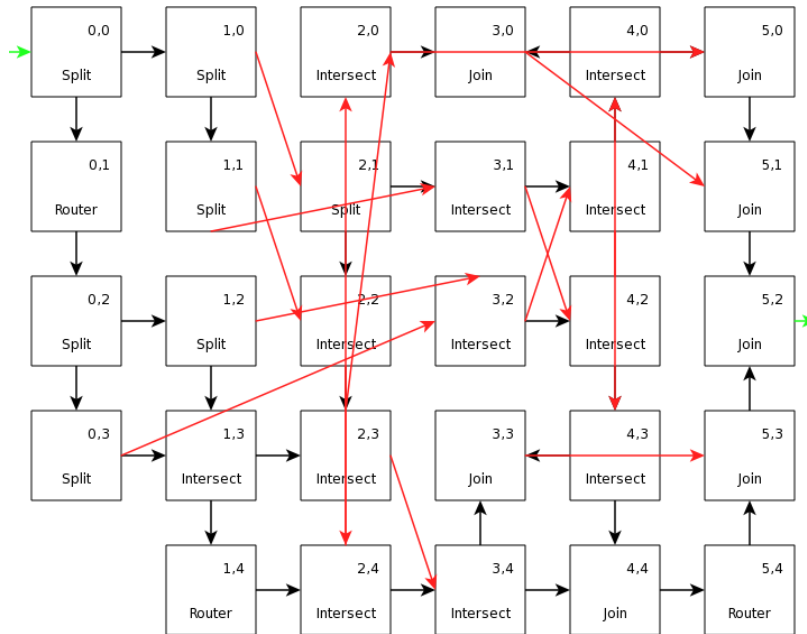 0,0
Split
1,0
Split
2,0
Intersect
3,0
Join
4,0
Intersect
5,0
Join
0,1
Router
1,1
Split
2,1
Split
3,1
Intersect
4,1
Intersect
5,1
Join
0,2
Split
1,2
Split
2,2
Intersect
3,2
Intersect
4,2
Intersect
5,2
Join
0,3
Split
1,3
Intersect
2,3
Intersect
3,3
Join
4,3
Intersect
5,3
Join
1,4
Router
2,4
Intersect
3,4
Intersect
4,4
Join
5,4
Router